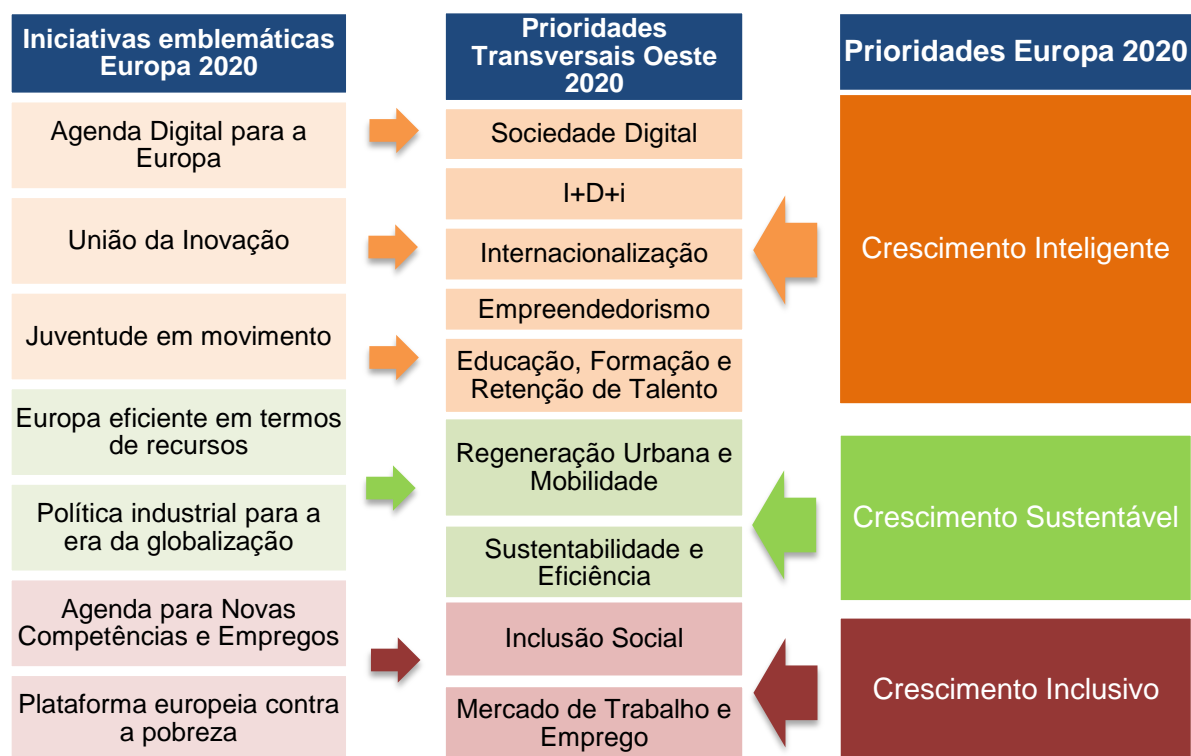 Iniciativas emblemáticas
Europa 2020
Agenda Digital para a
Europa
União da Inovação
Juventude em movimento
Europa eficiente em termos
de recursos
Política industrial para a
era da globalização
Agenda para Novas
Competências e Empregos
Plataforma europeia contra
a pobreza
Prioridades
Transversais Oeste
2020
Sociedade Digital
I+D+i
Internacionalização
Empreendedorismo
Educação, Formação e
Retenção de Talento
Regeneração Urbana e
Mobilidade
Sustentabilidade e
Eficiência
Inclusão Social
Mercado de Trabalho e
Emprego
Prioridades Europa 2020
Crescimento Inteligente
Crescimento Sustentável
Crescimento Inclusivo